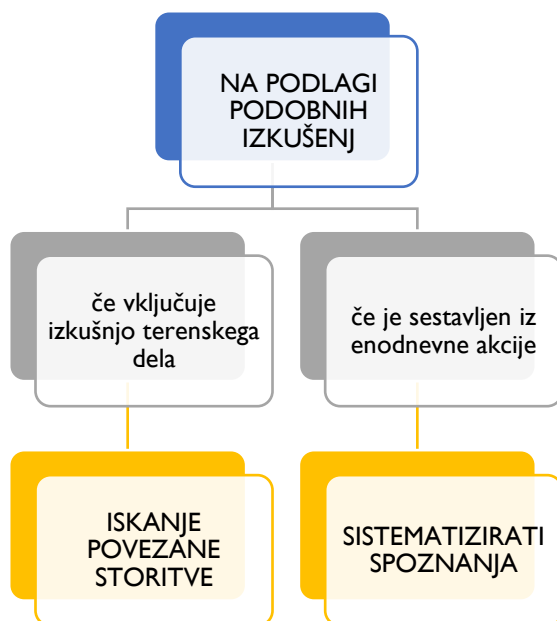 NA PODLAGI
PODOBNIH
IZKUŠENJ
če vključuje
izkušnjo terenskega
dela
če je sestavljen iz
enodnevne akcije
ISKANJE
POVEZANE
STORITVE
SISTEMATIZIRATI
SPOZNANJA